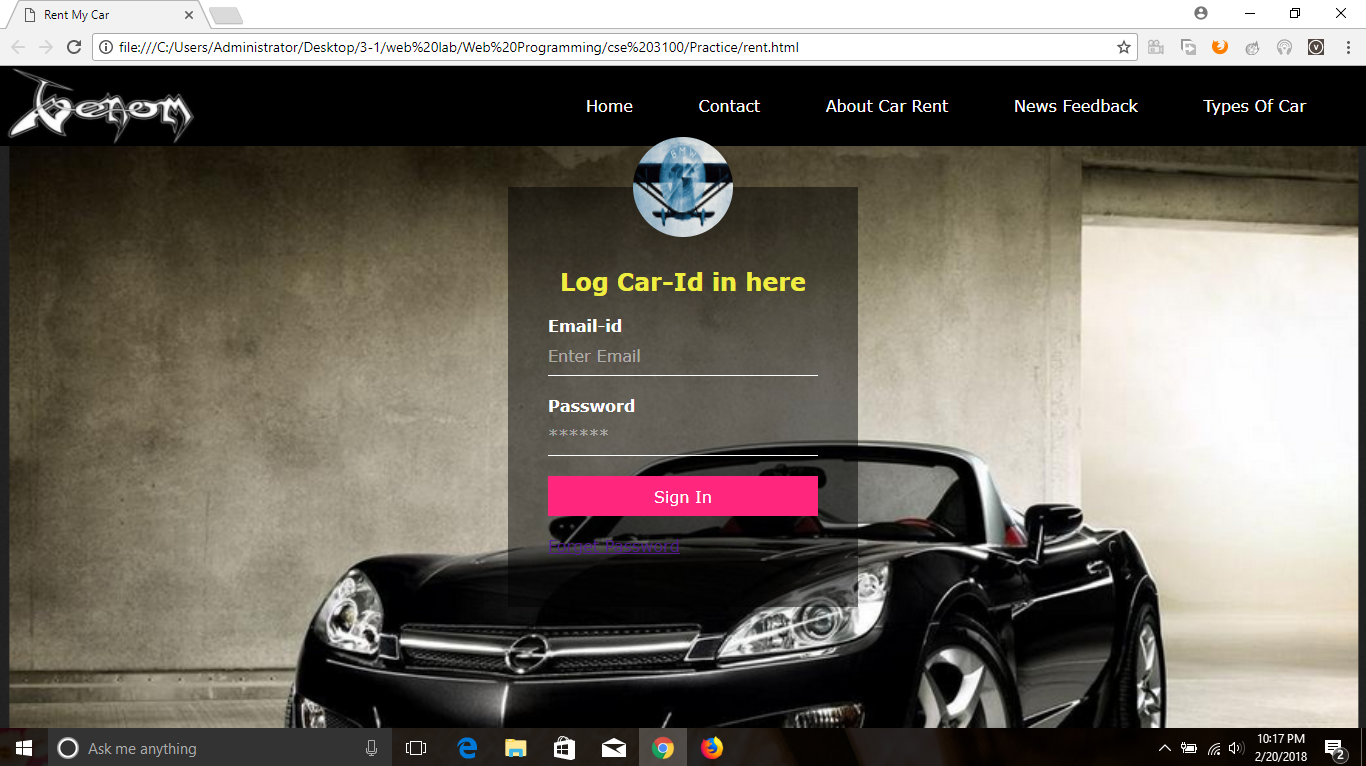 Rent My Car
file:///C:/Users/Administrator/Desktop/3-1/web%20lab/Web%20Programming/cse%203100/Practice/rent.html
Venom
Home Contact About Car Rent News Feedback Types Of Car
BMW
Log Car-Id in here
Email-id
Enter Email
Password
******
Sign In
Forget Password
Ask me anything
10:17 PM
2/20/2018
2